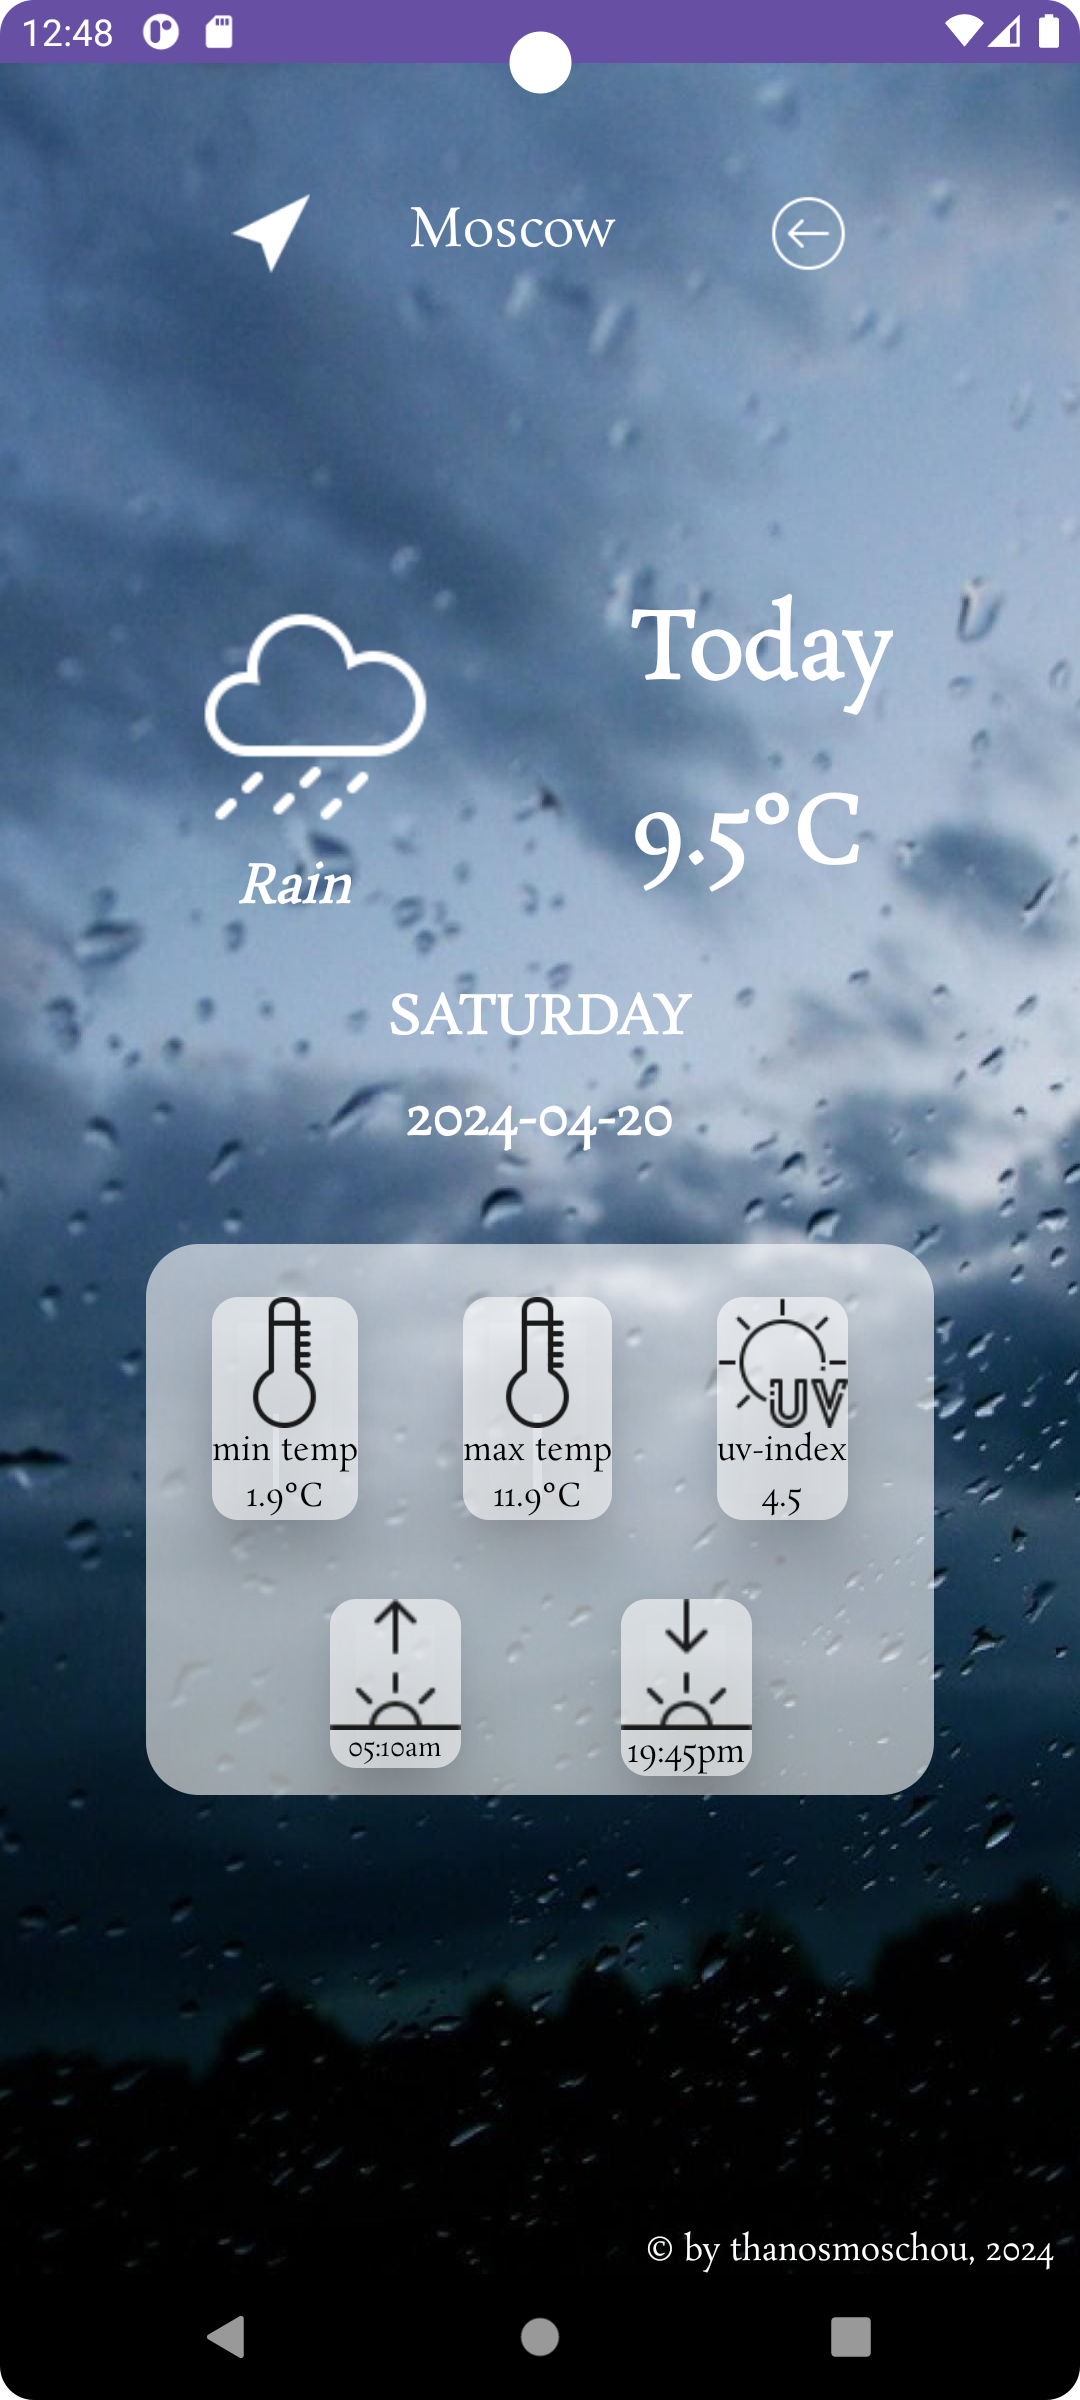 12:48
Moscow
Today
9.5°C
Rain
SATURDAY
2024-04-20
min temp
1.9°C
max temp
11.9°C
UV
uv-index
4.5
05:10am
19:45pm
© by thanosmoschou, 2024